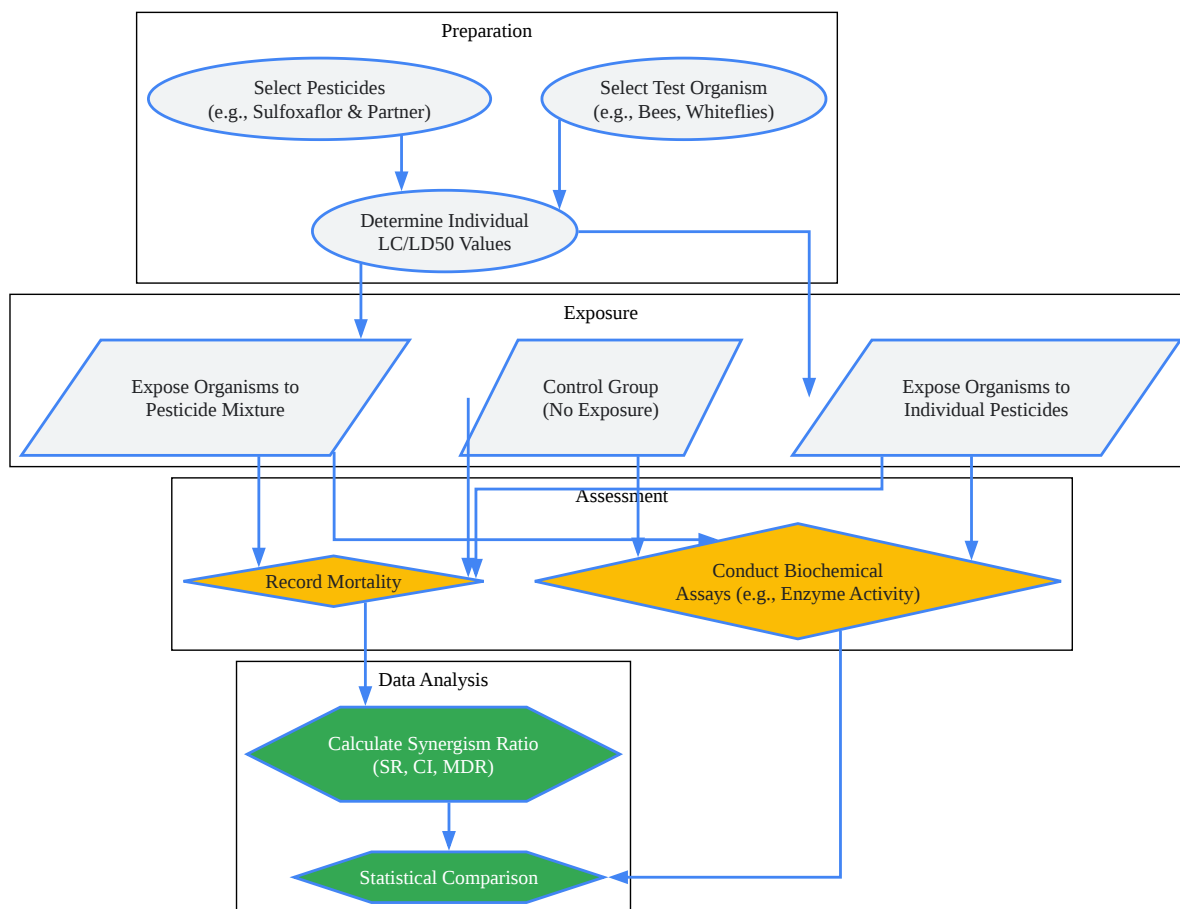 Preparation
Select Pesticides
(e.g., Sulfoxaflor & Partner)
Select Test Organism
(e.g., Bees, Whiteflies)
Determine Individual
LC/LD50 Values
Exposure
Expose Organisms to
Pesticide Mixture
Control Group
(No Exposure)
Expose Organisms to
Individual Pesticides
Assessment
Record Mortality
Conduct Biochemical
Assays (e.g., Enzyme Activity)
Data Analysis
Calculate Synergism Ratio
(SR, CI, MDR)
Statistical Comparison